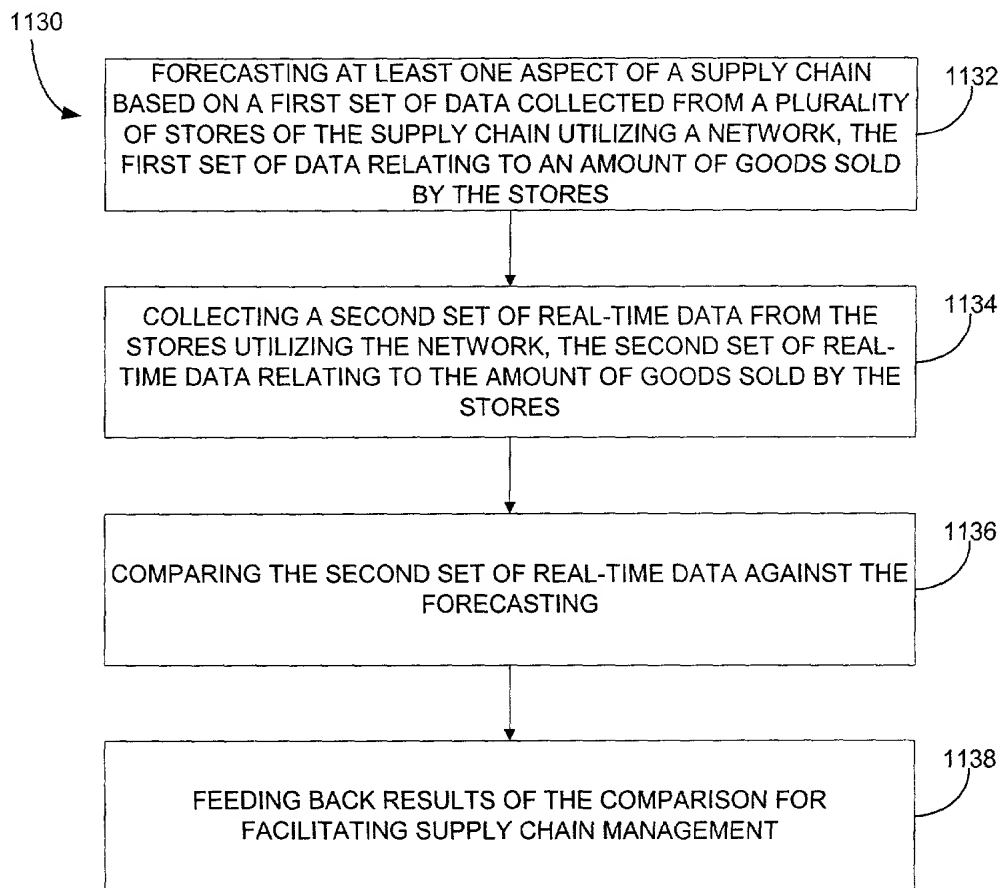 1130
FORECASTING AT LEAST ONE ASPECT OF A SUPPLY CHAIN
BASED ON A FIRST SET OF DATA COLLECTED FROM A PLURALITY
OF STORES OF THE SUPPLY CHAIN UTILIZING A NETWORK, THE
FIRST SET OF DATA RELATING TO AN AMOUNT OF GOODS SOLD
BY THE STORES
1132
COLLECTING A SECOND SET OF REAL-TIME DATA FROM THE
STORES UTILIZING THE NETWORK, THE SECOND SET OF REAL-
TIME DATA RELATING TO THE AMOUNT OF GOODS SOLD BY THE
STORES
1134
COMPARING THE SECOND SET OF REAL-TIME DATA AGAINST THE
FORECASTING
1136
FEEDING BACK RESULTS OF THE COMPARISON FOR
FACILITATING SUPPLY CHAIN MANAGEMENT
1138